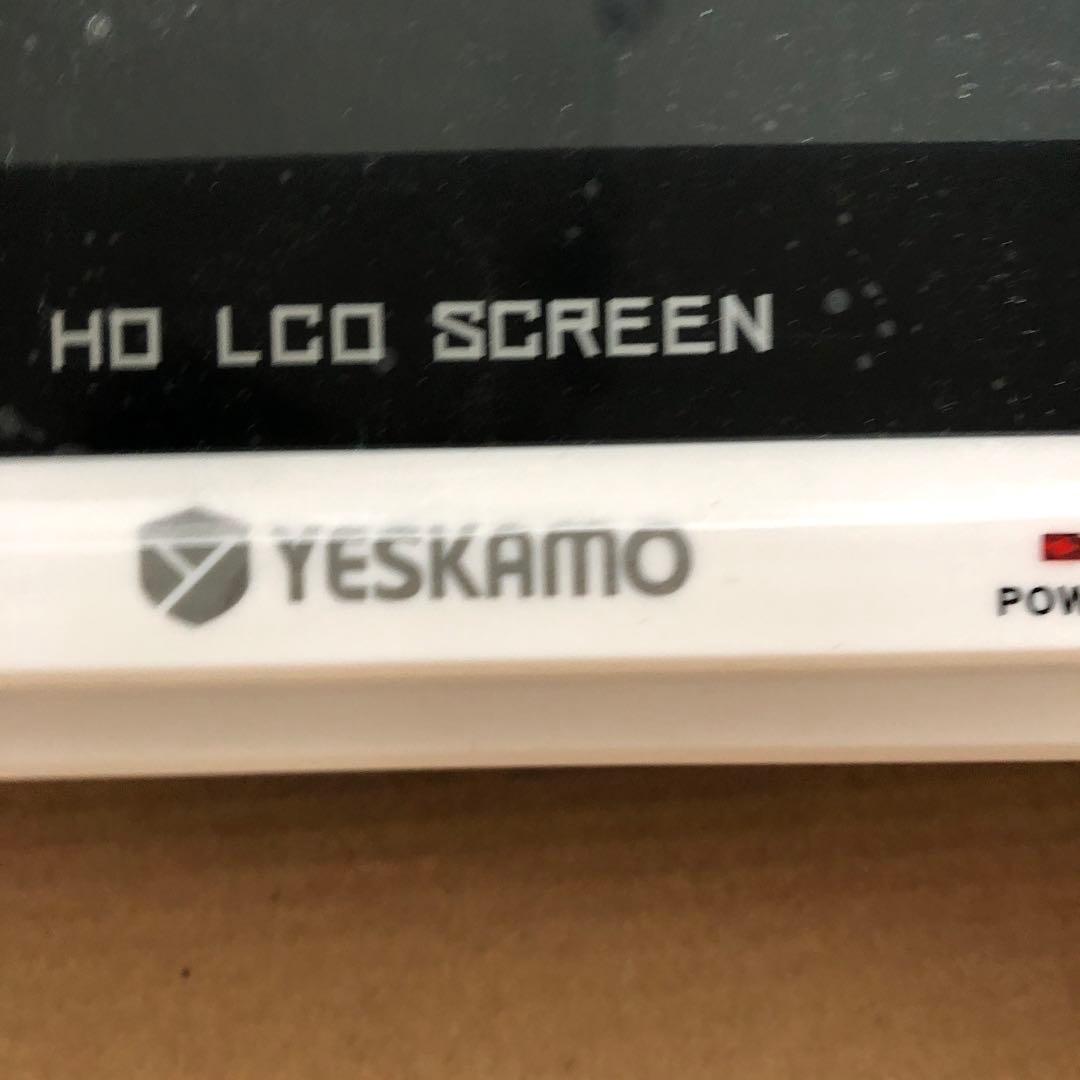 HD LCD SCREEN
YESKAMO
POW